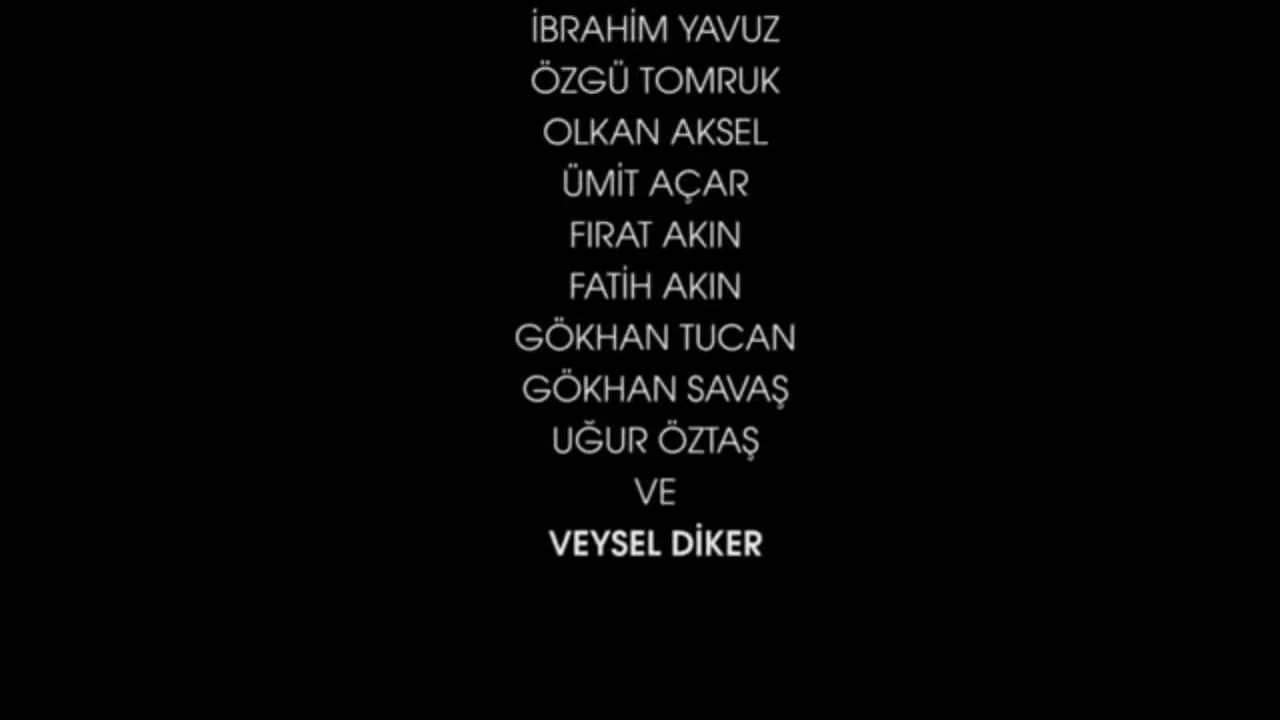 İBRAHİM YAVUZ
ÖZGÜ TOMRUK
OLKAN AKSEL
ÜMİT AÇAR
FIRAT AKIN
FATİH AKIN
GÖKHAN TUCAN
GÖKHAN SAVAŞ
UĞUR ÖZTAŞ
VE
VEYSEL DİKER